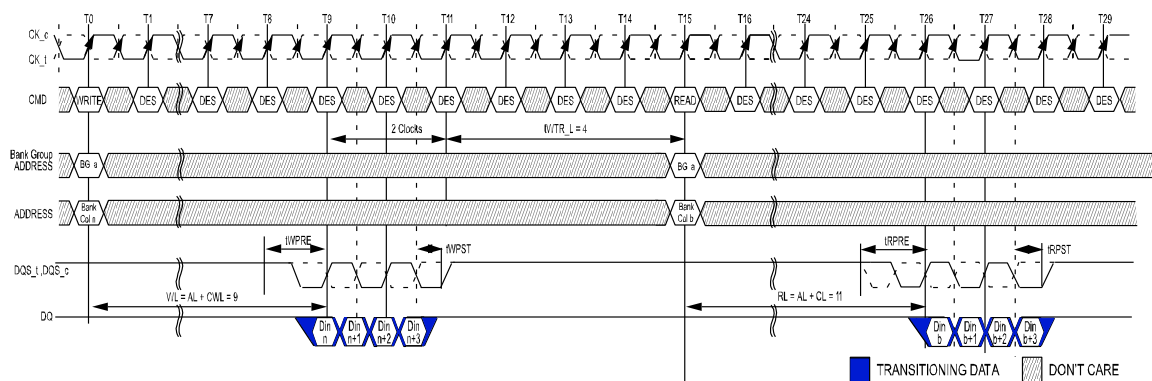 T0 T1 T7 T8 T9 T10 T11 T12 T13 T14 T15 T16 T24 T25 T26 T27 T28 T29
CK_c
CK_t
CMD WRITE DES DES DES DES DES DES DES DES DES READ DES DES DES DES DES DES DES
2 Clocks tWTR_L = 4
Bank Group
ADDRESS BG a BG a
ADDRESS Bank Col n Bank Col b
tWPRE tWPST tRPRE tRPST
DQS_t ,DQS_c
WL = AL + CWL = 9 RL = AL + CL = 11
DQ Din n Din n+1 Din n+2 Din n+3 Din b Din b+1 Din b+2 Din b+3
TRANSITIONING DATA DON'T CARE